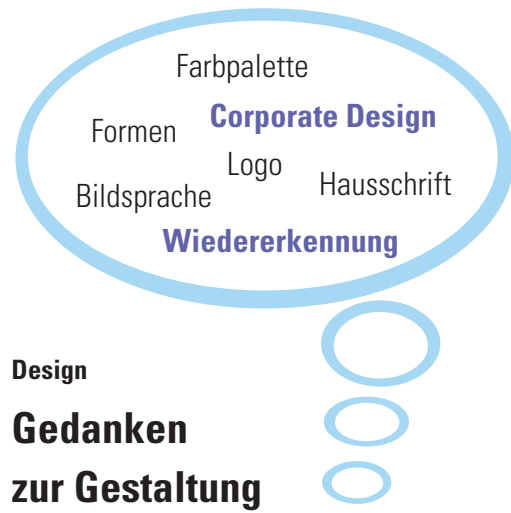 Farbpalette
Corporate Design
Formen
Logo
Hausschrift
Bildsprache
Wiedererkennung
Design
Gedanken
zur Gestaltung